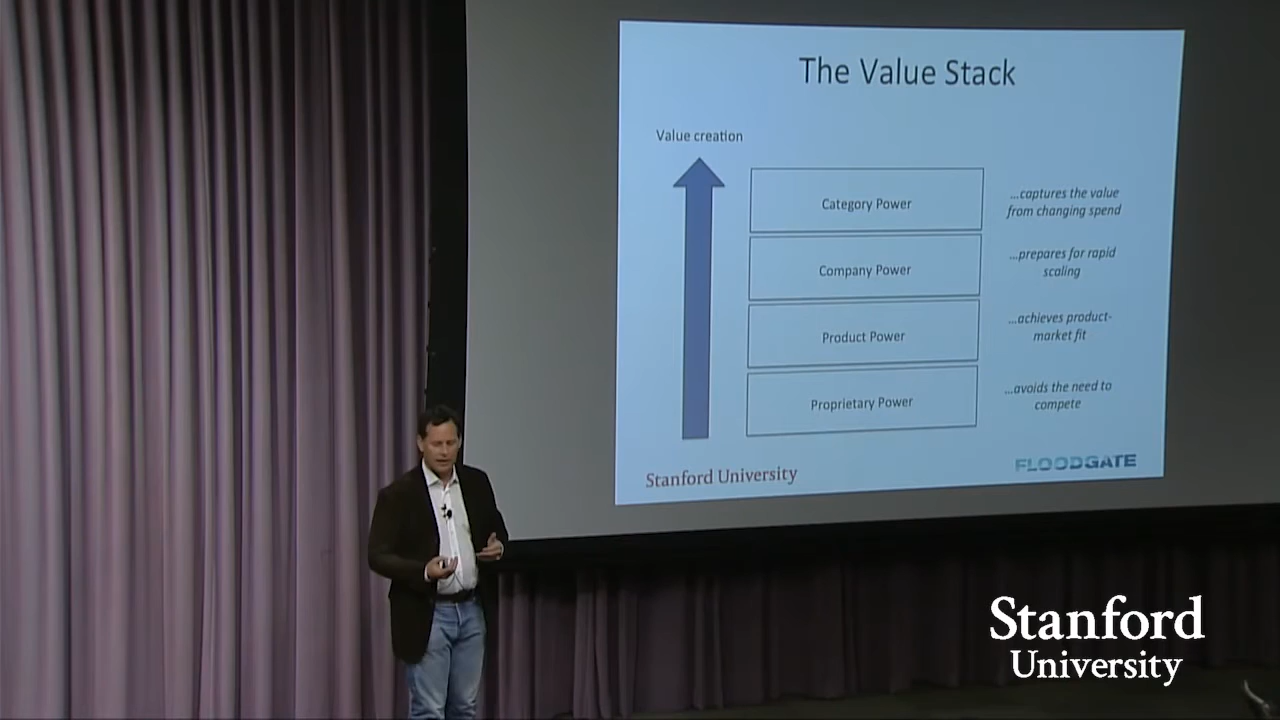 The Value Stack
Value creation
Category Power
...captures the value
from changing spend
Company Power
...prepares for rapid
scaling
Product Power
...achieves product-
market fit
Proprietary Power
...avoids the need to
compete
Stanford University
FLOODGATE
Stanford
University